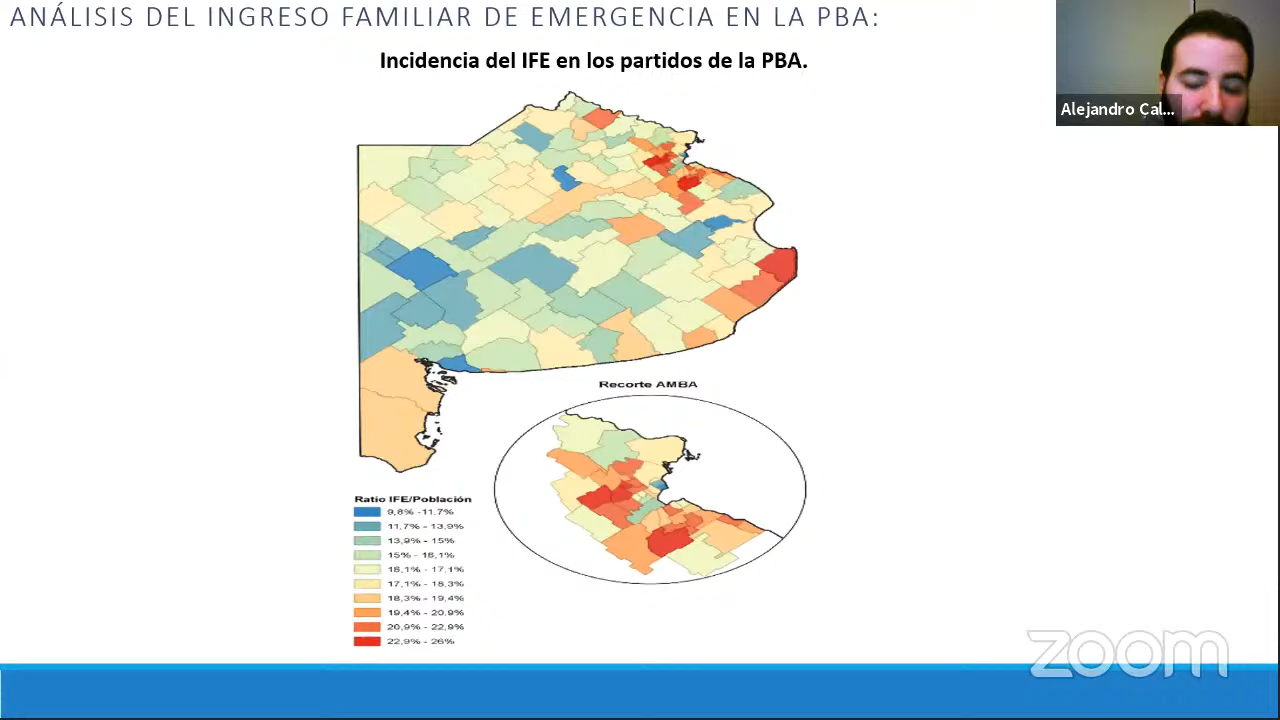 ANÁLISIS DEL INGRESO FAMILIAR DE EMERGENCIA EN LA PBA:
Incidencia del IFE en los partidos de la PBA.
Alejandro Cal...
Recorte AMBA
Ratio IFE/Población
9,8% -11,7%
11,7% - 13,9%
13,9% - 15%
15% - 16,1%
16,1% - 17,1%
17,1% - 18,3%
18,3% - 19,4%
19,4% - 20,9%
20,9% - 22,9%
22,9% - 26%
zoom